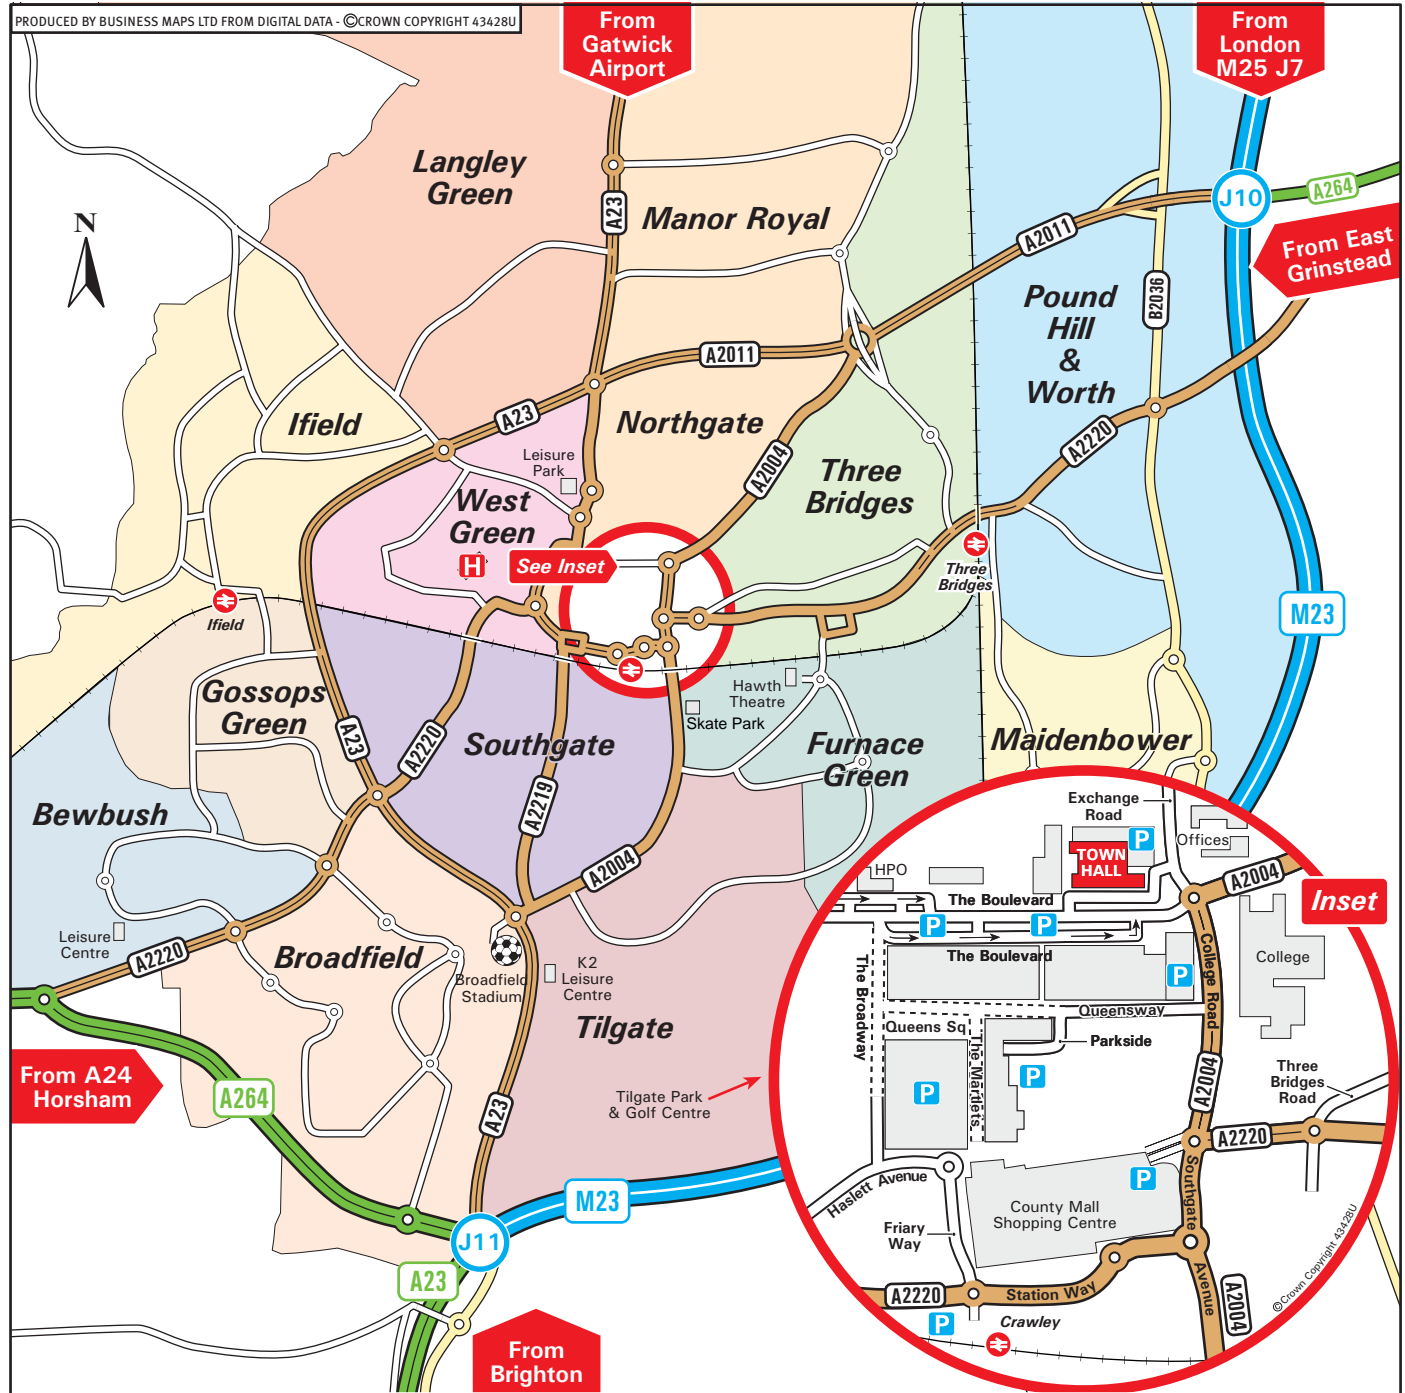 PRODUCED BY BUSINESS MAPS LTD FROM DIGITAL DATA - ©CROWN COPYRIGHT 43428U
From
Gatwick
Airport
From
London
M25 J7
Langley
Green
A23
Manor Royal
J10
A264
A2011
From East
Grinstead
N
Pound
Hill
&
Worth
B2036
A2011
A23
Ifield
Northgate
A2220
Leisure
Park
A2004
Three
Bridges
West
Green
H
See Inset
Three
Bridges
Ifield
M23
Gossops
Green
Hawth
Theatre
Skate Park
A23
A2220
Southgate
Furnace
Green
Maidenbower
Bewbush
A2219
A2004
Leisure
Centre
A2220
Broadfield
Broadfield
Stadium
K2
Leisure
Centre
Tilgate
From A24
Horsham
A264
A23
Tilgate Park
& Golf Centre
M23
J11
A23
From
Brighton
Inset
Exchange
Road
P
Offices
TOWN
HALL
HPO
A2004
The Boulevard
P
P
The Boulevard
College Road
College
P
The Broadway
Queensway
Queens Sq
Parkside
The Martlets
P
P
A2004
Three
Bridges
Road
A2220
Haslett Avenue
P
Southgate
Avenue
County Mall
Shopping Centre
Friary
Way
A2220
Station Way
A2004
P
Crawley
©Crown Copyright 43428U